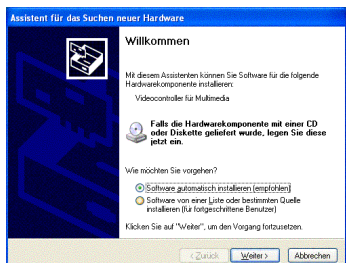 Assistent für das Suchen neuer Hardware
Willkommen
Mit diesem Assistenten können Sie Software für die folgende
Hardwarekomponente installieren:
Videocontroller für Multimedia
Falls die Hardwarekomponente mit einer CD
oder Diskette geliefert wurde, legen Sie diese
jetzt ein.
Wie möchten Sie vorgehen?
Software automatisch installieren (empfohlen)
Software von einer Liste oder bestimmten Quelle
installieren (für fortgeschrittene Benutzer)
Klicken Sie auf "Weiter", um den Vorgang fortzusetzen.
< Zurück Weiter > Abbrechen